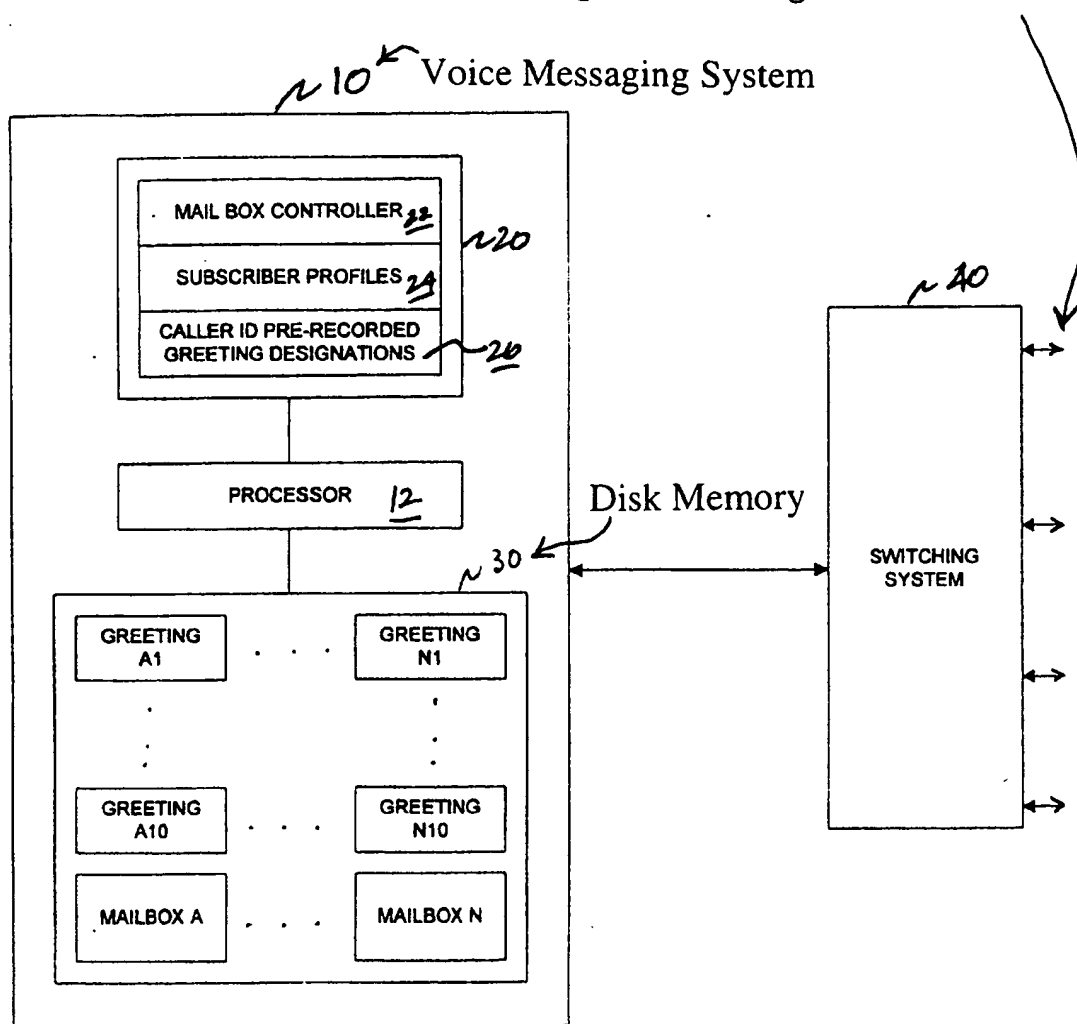 10 Voice Messaging System
MAIL BOX CONTROLLER 22
20
SUBSCRIBER PROFILES 24
CALLER ID PRE-RECORDED
GREETING DESIGNATIONS 26
40
PROCESSOR 12
Disk Memory
30
SWITCHING
SYSTEM
GREETING
A1
GREETING
N1
GREETING
A10
GREETING
N10
MAILBOX A
MAILBOX N